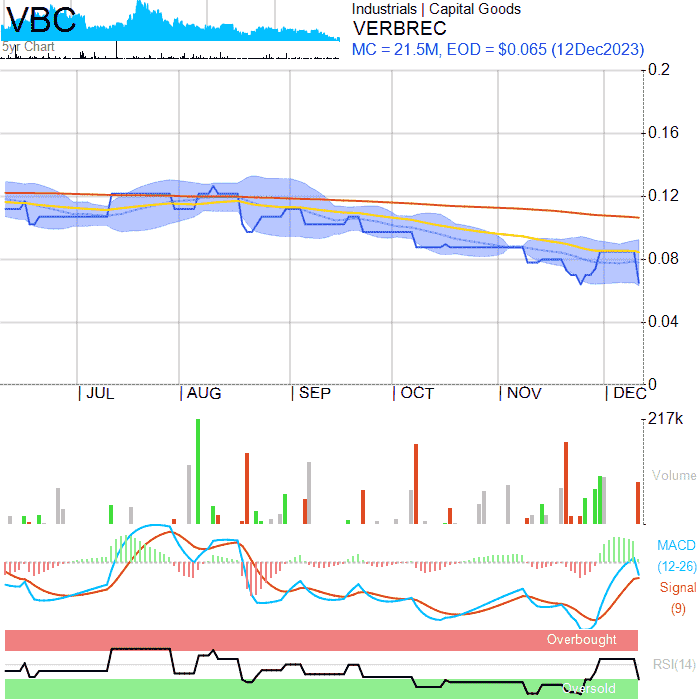 VBC
5yr Chart
Industrials | Capital Goods
VERBREC
MC = 21.5M, EOD = $0.065 (12Dec2023)
0.2
0.16
0.12
0.08
0.04
0
JUL
AUG
SEP
OCT
NOV
DEC
217k
Volume
MACD
(12-26)
Signal
(9)
Overbought
RSI(14)
Oversold